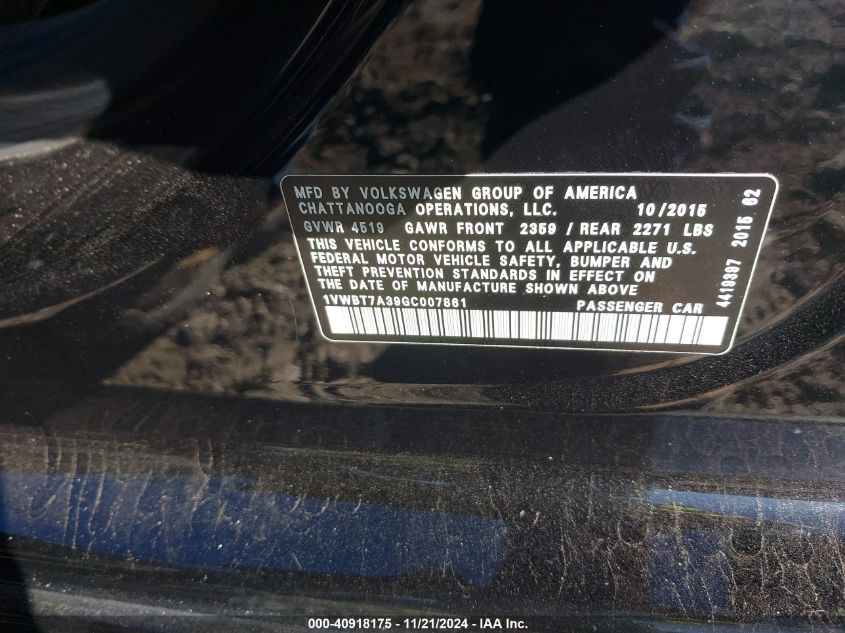 MFD BY VOLKSWAGEN GROUP OF AMERICA
CHATTANOOGA OPERATIONS, LLC. 10/2015
GVWR 4519 GAWR FRONT 2359 / REAR 2271 LBS
THIS VEHICLE CONFORMS TO ALL APPLICABLE U.S.
FEDERAL MOTOR VEHICLE SAFETY, BUMPER AND
THEFT PREVENTION STANDARDS IN EFFECT ON
THE DATE OF MANUFACTURE SHOWN ABOVE
1VWBT7A39GC007861 PASSENGER CAR
4419397 2015 62
000-40918175 - 11/21/2024 - IAA Inc.